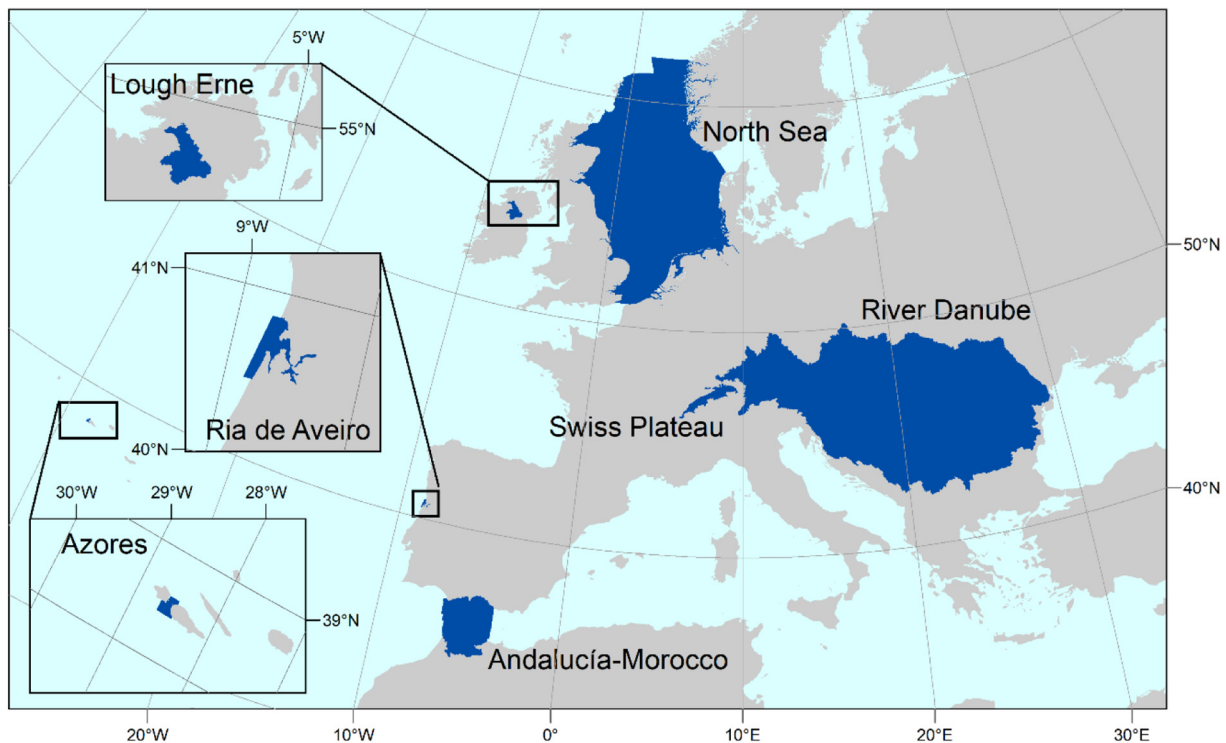 5°W
Lough Erne
55°N
North Sea
9°W
41°N
50°N
River Danube
Ria de Aveiro
Swiss Plateau
40°N
30°W
29°W
28°W
40°N
Azores
39°N
Andalucía-Morocco
20°W
10°W
0°
10°E
20°E
30°E